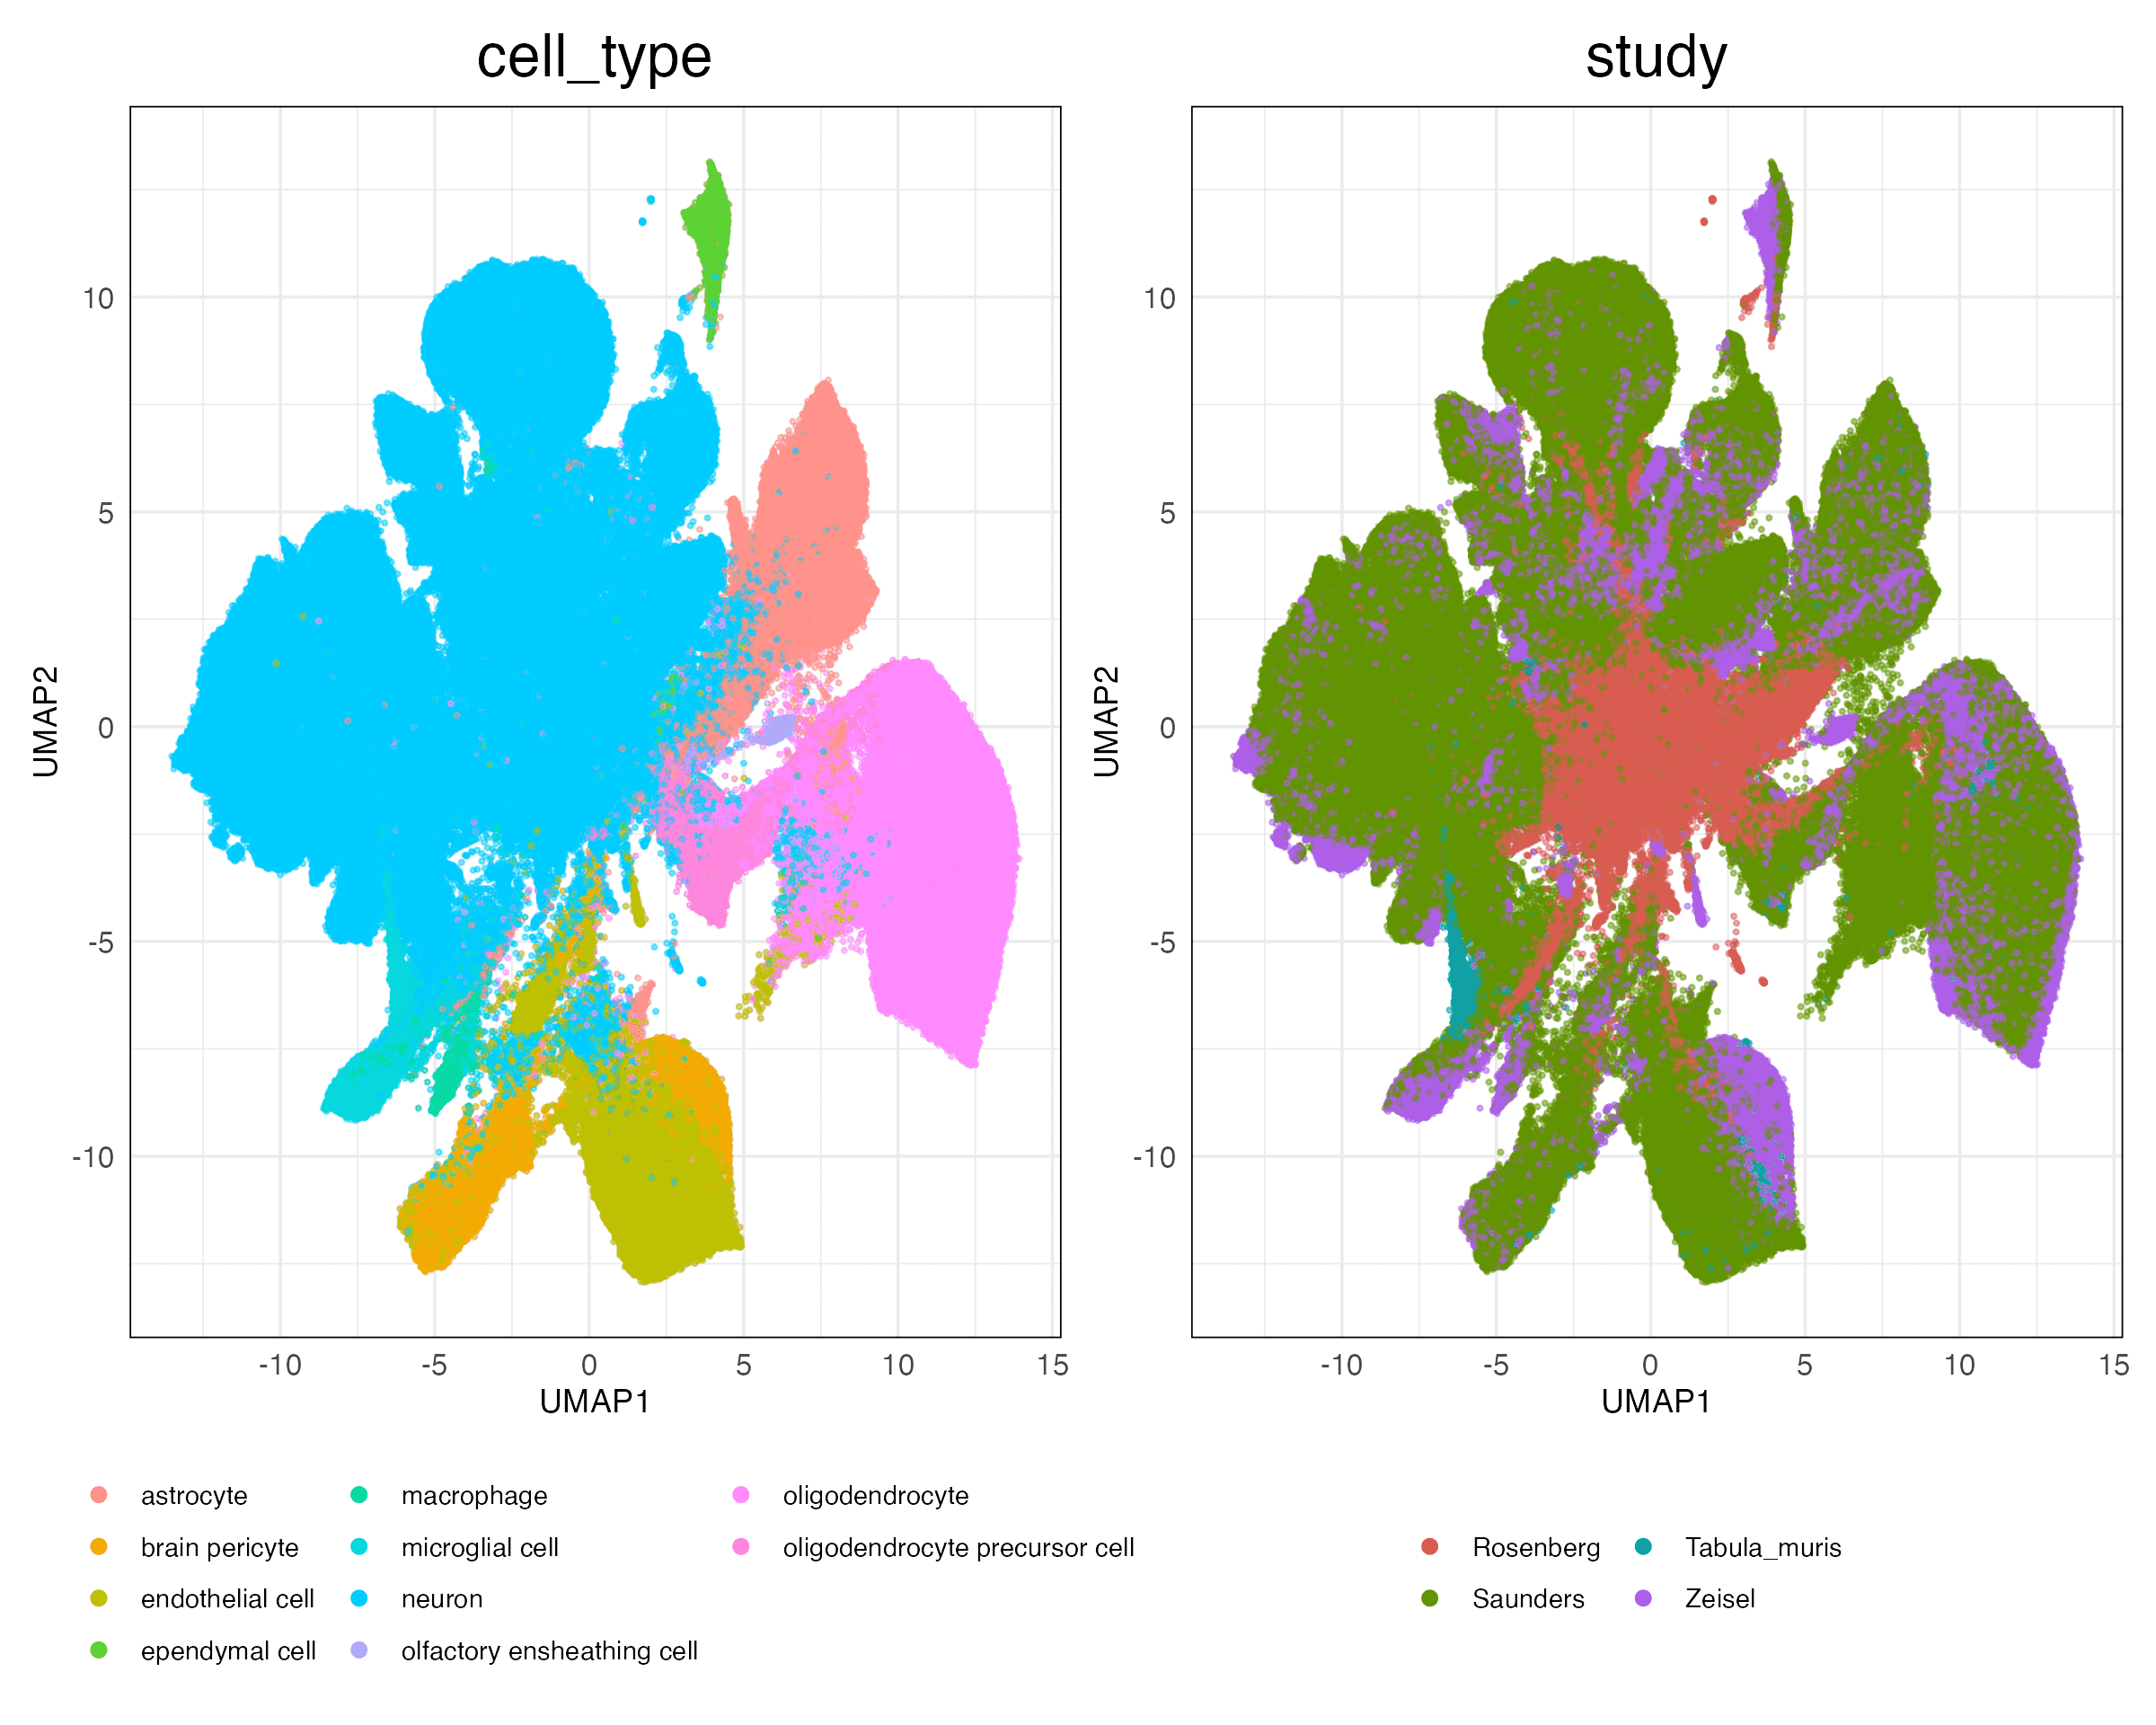 cell_type
study
UMAP2
10
5
0
-5
-10
-10
-5
0
5
10
15
UMAP1
UMAP2
10
5
0
-5
-10
-10
-5
0
5
10
15
UMAP1
astrocyte
brain pericyte
endothelial cell
ependymal cell
macrophage
microglial cell
neuron
olfactory ensheathing cell
oligodendrocyte
oligodendrocyte precursor cell
Rosenberg
Saunders
Tabula_muris
Zeisel